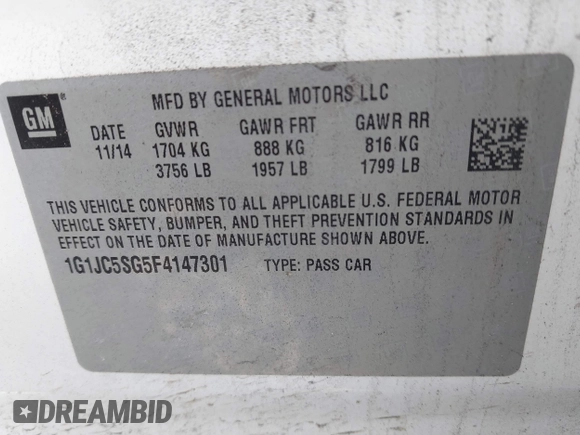 GM
MFD BY GENERAL MOTORS LLC
DATE GVWR GAWR FRT GAWR RR
11/14 1704 KG 888 KG 816 KG
3756 LB 1957 LB 1799 LB
THIS VEHICLE CONFORMS TO ALL APPLICABLE U.S. FEDERAL MOTOR
VEHICLE SAFETY, BUMPER, AND THEFT PREVENTION STANDARDS IN
EFFECT ON THE DATE OF MANUFACTURE SHOWN ABOVE.
1G1JC5SG5F4147301 TYPE: PASS CAR
DREAMBID